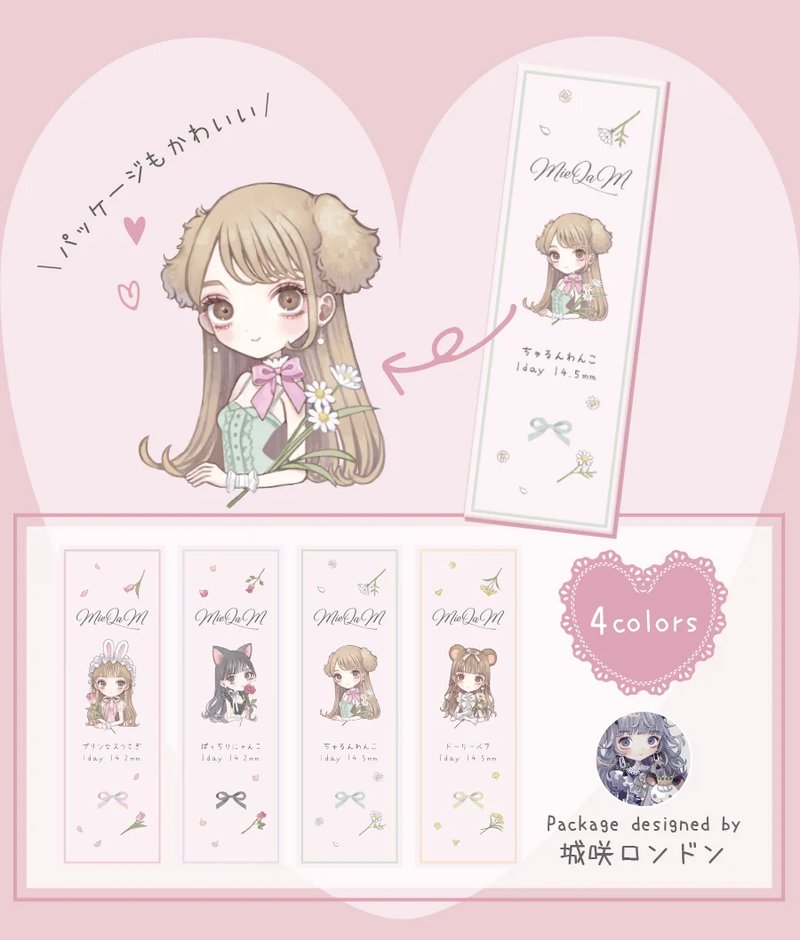 \パッケージもかわいい/
MieQaM
ちゅるんわんこ
1day 14.5mm
MieQaM
プリンセスうさぎ
1day 14.2mm
MieQaM
ぱっちりにゃんこ
1day 14.2mm
MieQaM
ちゅるんわんこ
1day 14.5mm
MieQaM
ドーリーベア
1day 14.5mm
4colors
Package designed by
城咲ロンドン